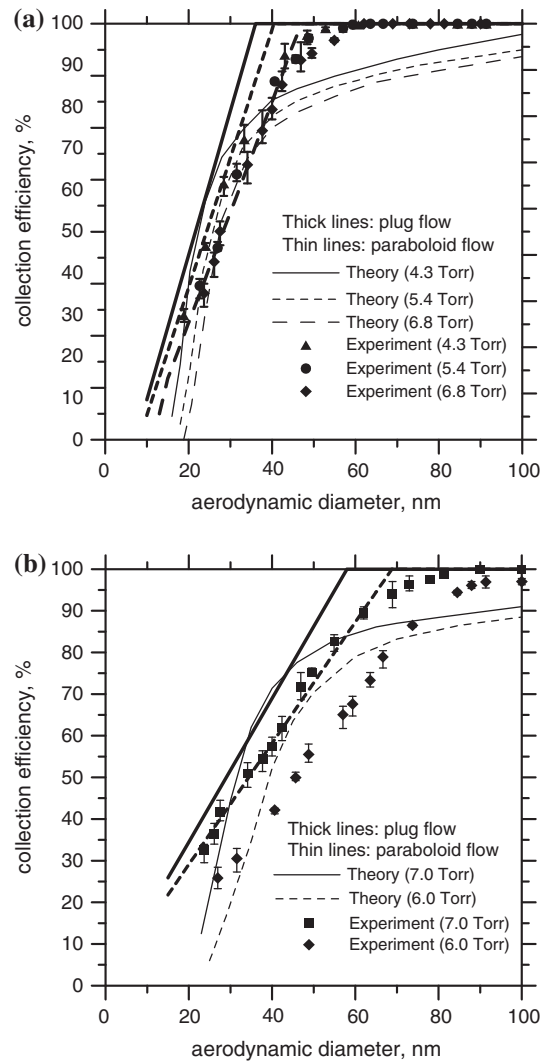 (a)
100
90
80
70
60
50
40
30
20
10
0
collection efficiency, %
Thick lines: plug flow
Thin lines: paraboloid flow
Theory (4.3 Torr)
Theory (5.4 Torr)
Theory (6.8 Torr)
Experiment (4.3 Torr)
Experiment (5.4 Torr)
Experiment (6.8 Torr)
0 20 40 60 80 100
aerodynamic diameter, nm
(b)
100
90
80
70
60
50
40
30
20
10
0
collection efficiency, %
Thick lines: plug flow
Thin lines: paraboloid flow
Theory (7.0 Torr)
Theory (6.0 Torr)
Experiment (7.0 Torr)
Experiment (6.0 Torr)
0 20 40 60 80 100
aerodynamic diameter, nm